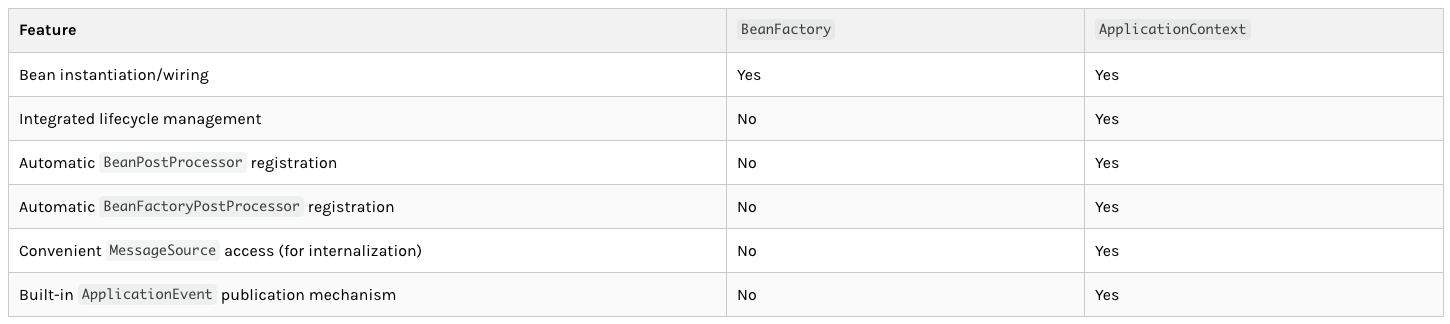 Feature BeanFactory ApplicationContext
Bean instantiation/wiring Yes Yes
Integrated lifecycle management No Yes
Automatic BeanPostProcessor registration No Yes
Automatic BeanFactoryPostProcessor registration No Yes
Convenient MessageSource access (for internalization) No Yes
Built-in ApplicationEvent publication mechanism No Yes